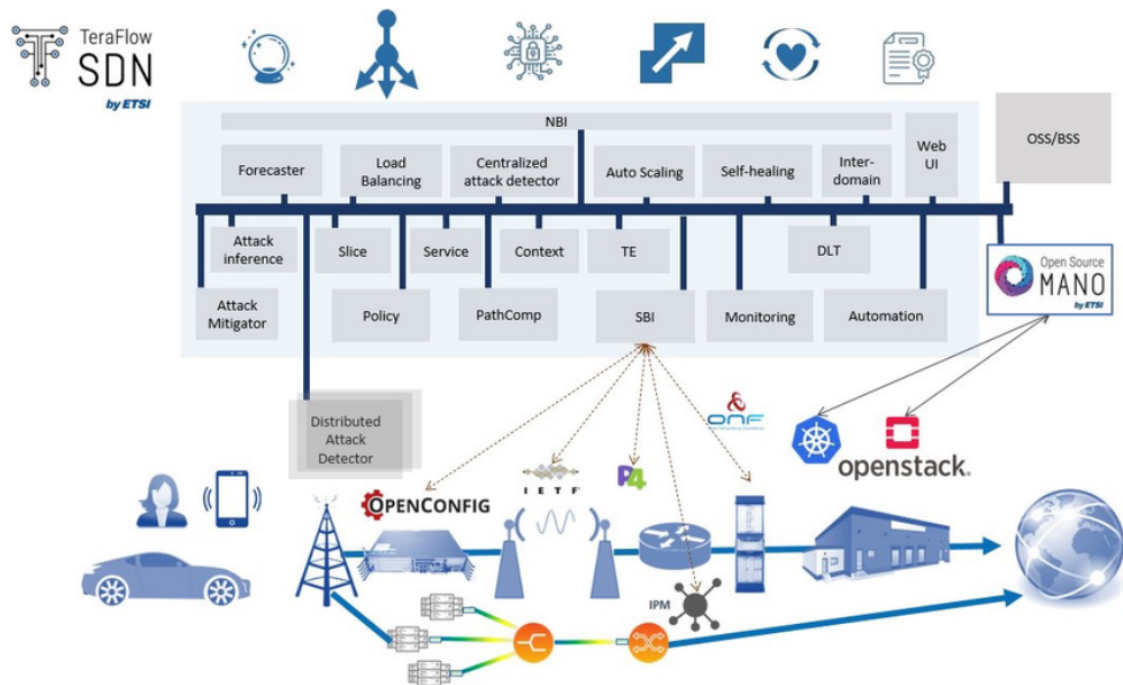 TeraFlow
SDN
by ETSI
NBI
Forecaster
Load
Balancing
Centralized
attack detector
Auto Scaling
Self-healing
Inter-
domain
Web
UI
OSS/BSS
Attack
inference
Slice
Service
Context
TE
DLT
Open Source
MANO
by ETSI
Attack
Mitigator
Policy
PathComp
SBI
Monitoring
Automation
Distributed
Attack
Detector
ONF
openstack.
OPENCONFIG
IETF
P4
IPM